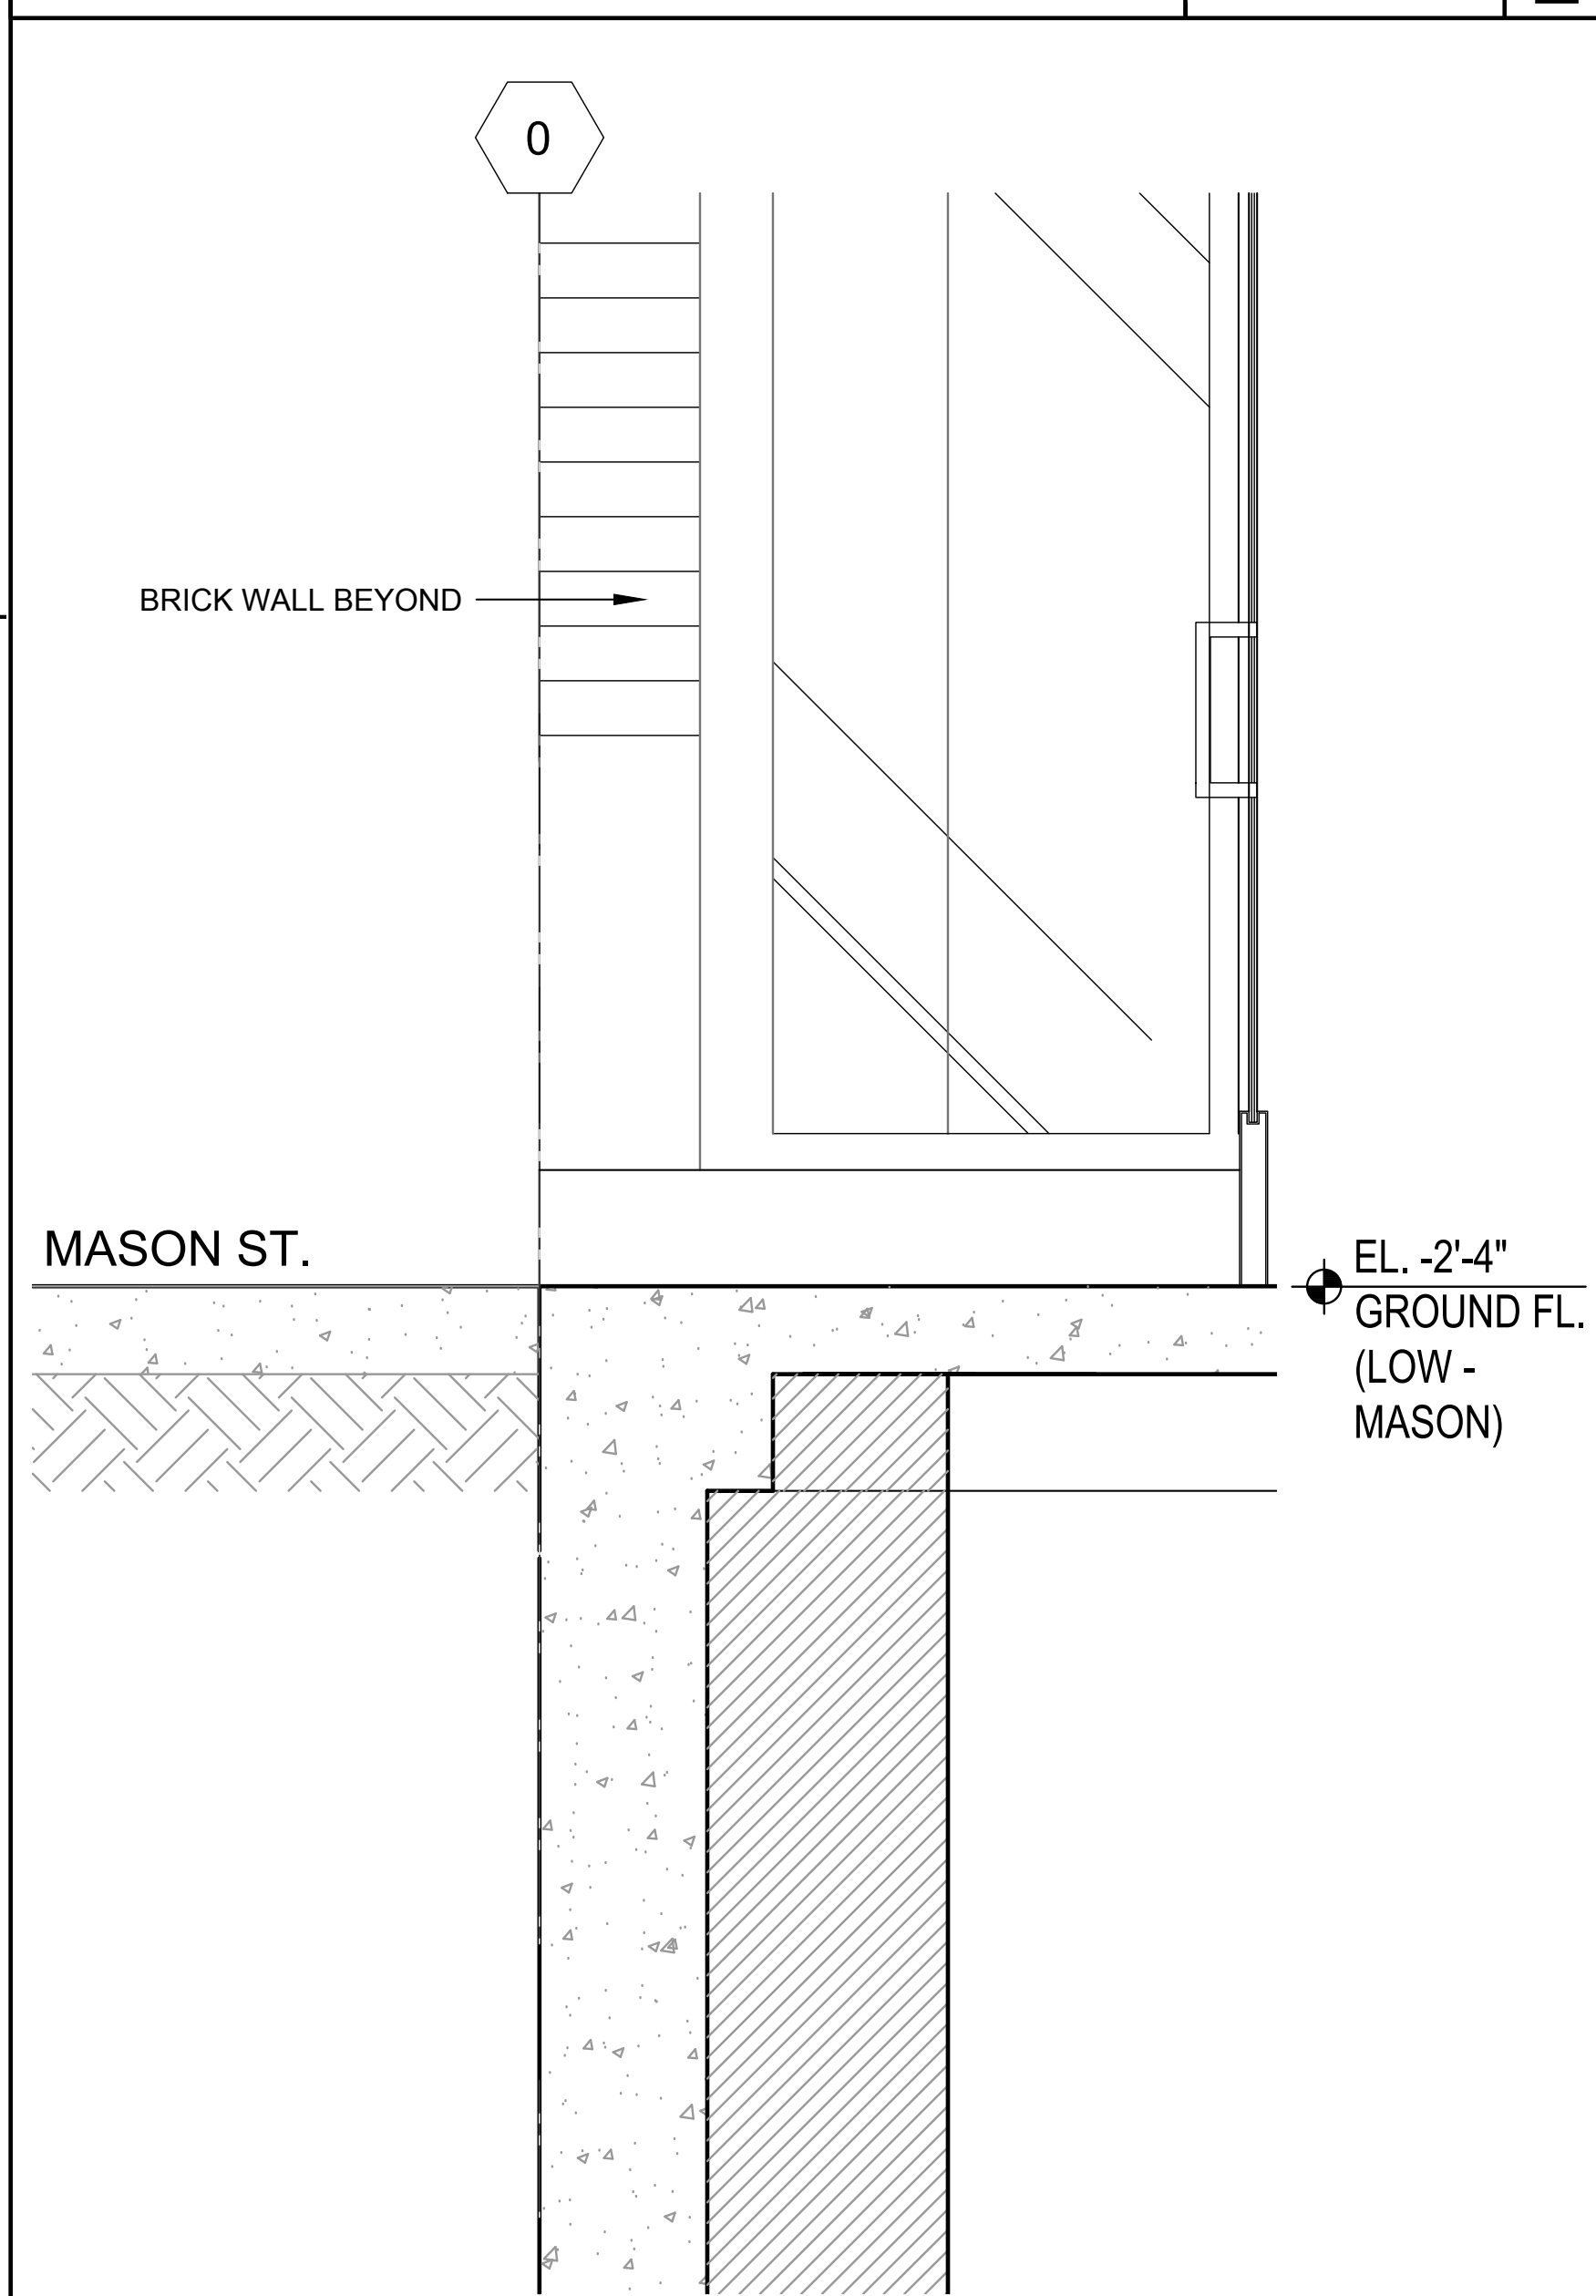 0
BRICK WALL BEYOND
MASON ST.
EL. -2'-4"
GROUND FL.
(LOW -
MASON)